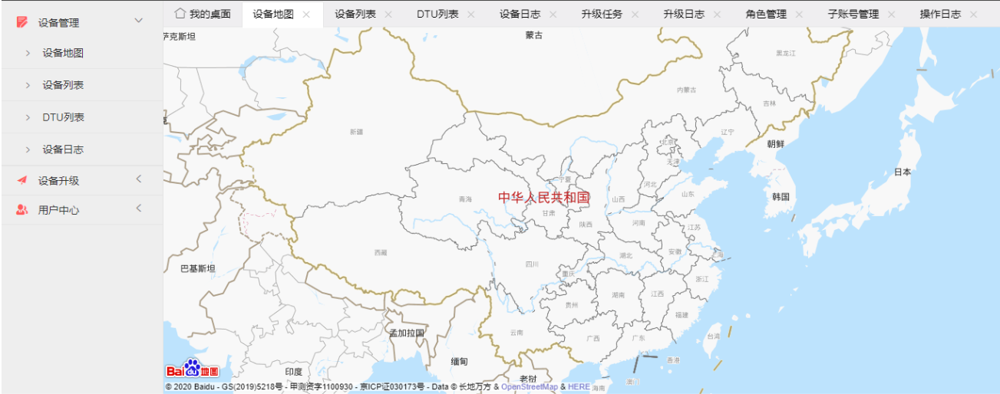 设备管理
设备地图
设备列表
DTU列表
设备日志
设备升级
用户中心
我的桌面 设备地图 设备列表 DTU列表 设备日志 升级任务 升级日志 角色管理 子账号管理 操作日志
萨克斯坦
蒙古
黑龙江
内蒙古
吉林
新疆
辽宁
北京
朝鲜
天津
日本
宁夏
河北
山东
韩国
青海
中华人民共和国
山西
甘肃
陕西
河南
江苏
西藏
巴基斯坦
四川
湖北
安徽
上海
重庆
浙江
湖南
江西
贵州
福建
孟加拉国
云南
广西
广东
台湾
缅甸
香港
印度
老挝
澳门
海南
Bai du 地图
© 2020 Baidu - GS(2019)5218号 - 甲测资字1100930 - 京ICP证030173号 - Data © 长地万方 & OpenStreetMap & HERE